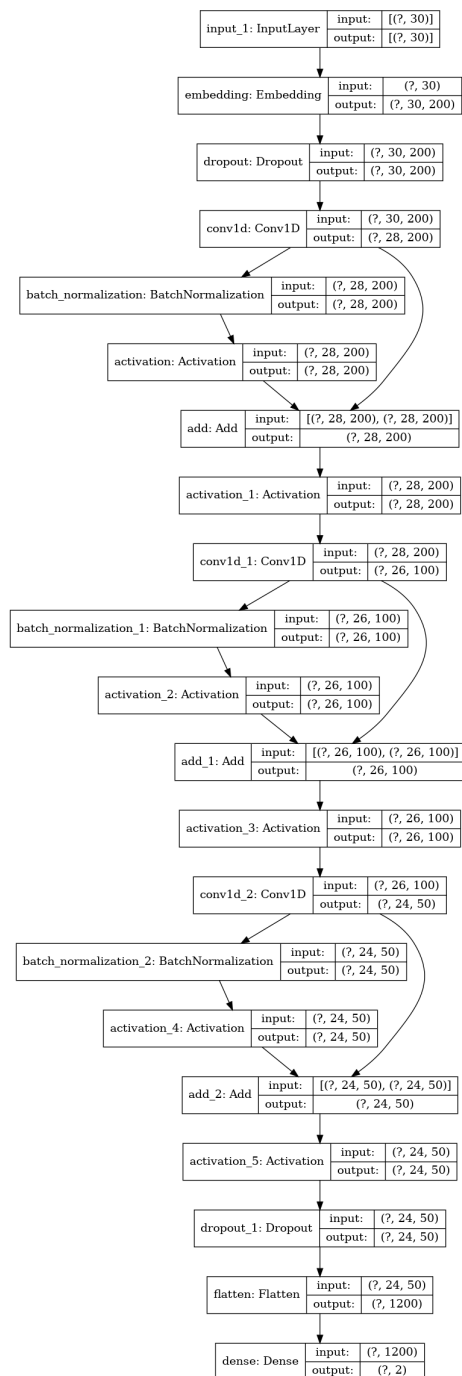 input_1: InputLayer input: [(?, 30)]
output: [(?, 30)]
embedding: Embedding input: (?, 30)
output: (?, 30, 200)
dropout: Dropout input: (?, 30, 200)
output: (?, 30, 200)
conv1d: Conv1D input: (?, 30, 200)
output: (?, 28, 200)
batch_normalization: BatchNormalization input: (?, 28, 200)
output: (?, 28, 200)
activation: Activation input: (?, 28, 200)
output: (?, 28, 200)
add: Add input: [(?, 28, 200), (?, 28, 200)]
output: (?, 28, 200)
activation_1: Activation input: (?, 28, 200)
output: (?, 28, 200)
conv1d_1: Conv1D input: (?, 28, 200)
output: (?, 26, 100)
batch_normalization_1: BatchNormalization input: (?, 26, 100)
output: (?, 26, 100)
activation_2: Activation input: (?, 26, 100)
output: (?, 26, 100)
add_1: Add input: [(?, 26, 100), (?, 26, 100)]
output: (?, 26, 100)
activation_3: Activation input: (?, 26, 100)
output: (?, 26, 100)
conv1d_2: Conv1D input: (?, 26, 100)
output: (?, 24, 50)
batch_normalization_2: BatchNormalization input: (?, 24, 50)
output: (?, 24, 50)
activation_4: Activation input: (?, 24, 50)
output: (?, 24, 50)
add_2: Add input: [(?, 24, 50), (?, 24, 50)]
output: (?, 24, 50)
activation_5: Activation input: (?, 24, 50)
output: (?, 24, 50)
dropout_1: Dropout input: (?, 24, 50)
output: (?, 24, 50)
flatten: Flatten input: (?, 24, 50)
output: (?, 1200)
dense: Dense input: (?, 1200)
output: (?, 2)